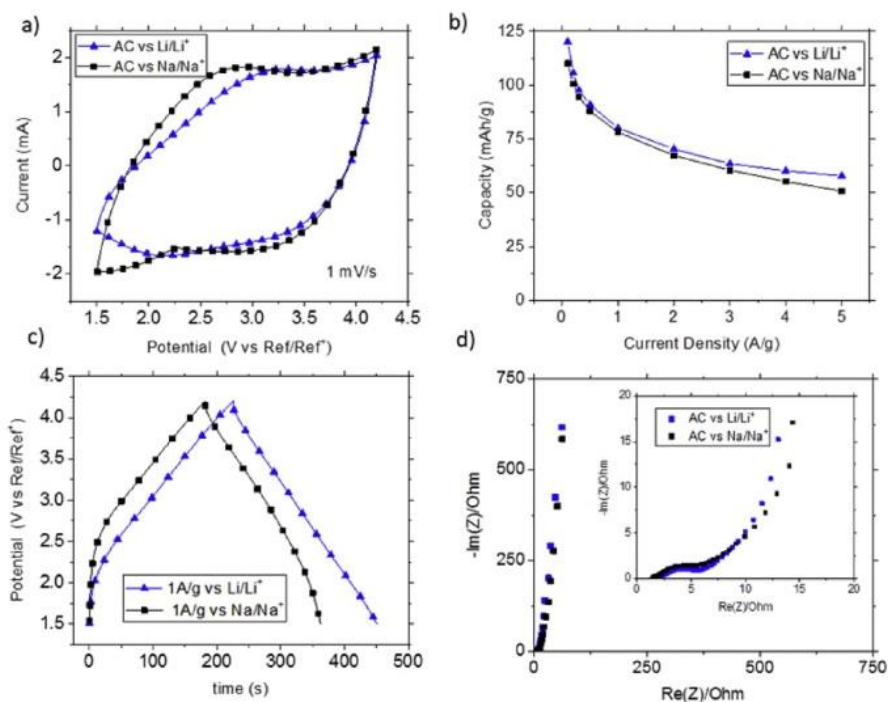 a)
AC vs Li/Li⁺
AC vs Na/Na⁺
Current (mA)
2
1
0
-1
-2
1 mV/s
1.5 2.0 2.5 3.0 3.5 4.0 4.5
Potential (V vs Ref/Ref⁺)
b)
AC vs Li/Li⁺
AC vs Na/Na⁺
Capacity (mAh/g)
125
100
75
50
25
0
0 1 2 3 4 5
Current Density (A/g)
c)
Potential (V vs Ref/Ref⁺)
4.5
4.0
3.5
3.0
2.5
2.0
1.5
1A/g vs Li/Li⁺
1A/g vs Na/Na⁺
0 100 200 300 400 500
time (s)
d)
-Im(Z)/Ohm
750
500
250
0
0 250 500 750
Re(Z)/Ohm
AC vs Li/Li⁺
AC vs Na/Na⁺
-Im(Z)/Ohm
20
15
10
5
0
0 5 10 15 20
Re(Z)/Ohm